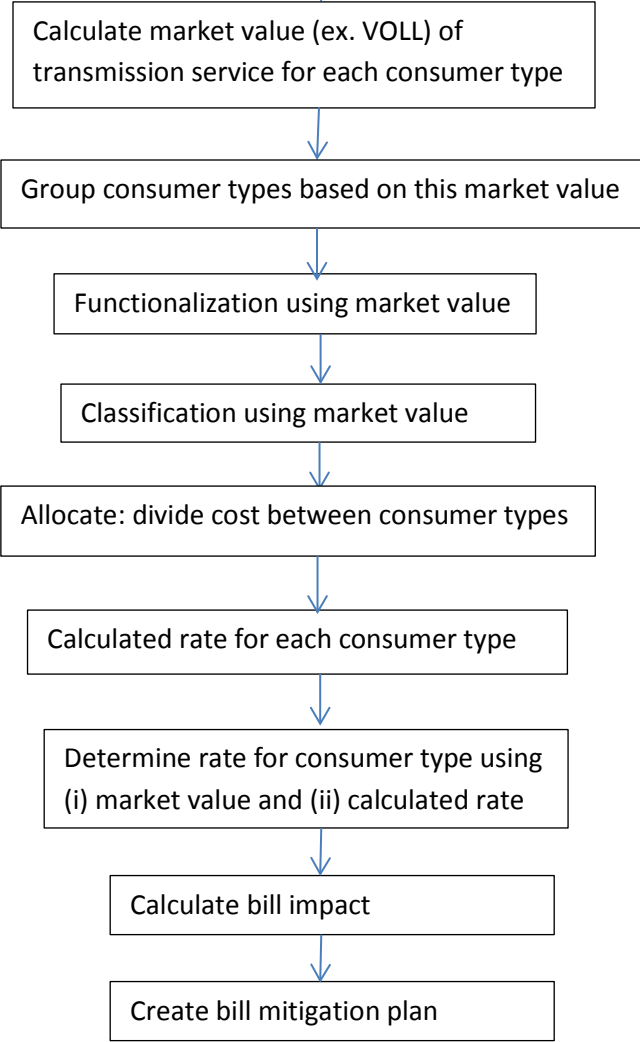 Calculate market value (ex. VOLL) of
transmission service for each consumer type
Group consumer types based on this market value
Functionalization using market value
Classification using market value
Allocate: divide cost between consumer types
Calculated rate for each consumer type
Determine rate for consumer type using
(i) market value and (ii) calculated rate
Calculate bill impact
Create bill mitigation plan